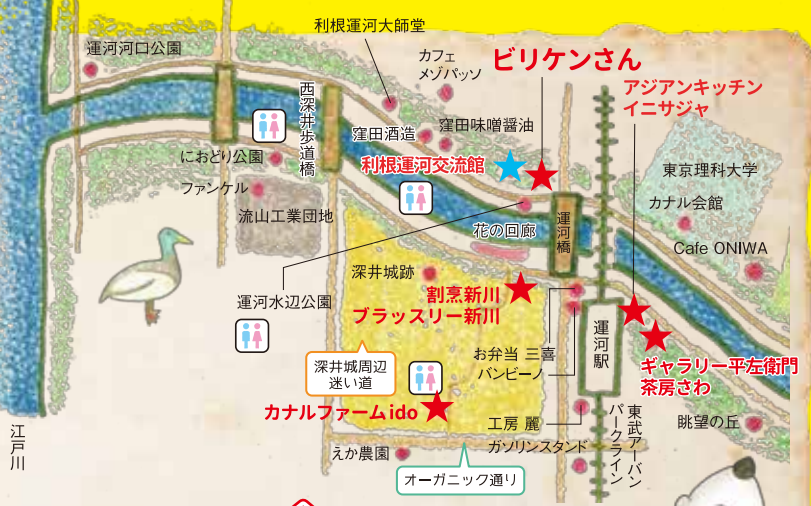 利根運河大師堂
運河河口公園
カフェ
メゾパッソ
ビリケンさん
アジアンキッチン
イニサジャ
西深井歩道橋
窪田酒造
窪田味噌醤油
におどり公園
利根運河交流館
東京理科大学
ファンケル
カナル会館
流山工業団地
花の回廊
運河橋
Cafe ONIWA
深井城跡
運河水辺公園
割烹新川
ブラッスリー新川
運河駅
お弁当 三喜
バンビーノ
ギャラリー平左衛門
茶房さわ
深井城周辺
迷い道
カナルファームido
工房 麗
東武アーバン
パークライン
眺望の丘
江戸川
ガソリンスタンド
えか農園
オーガニック通り